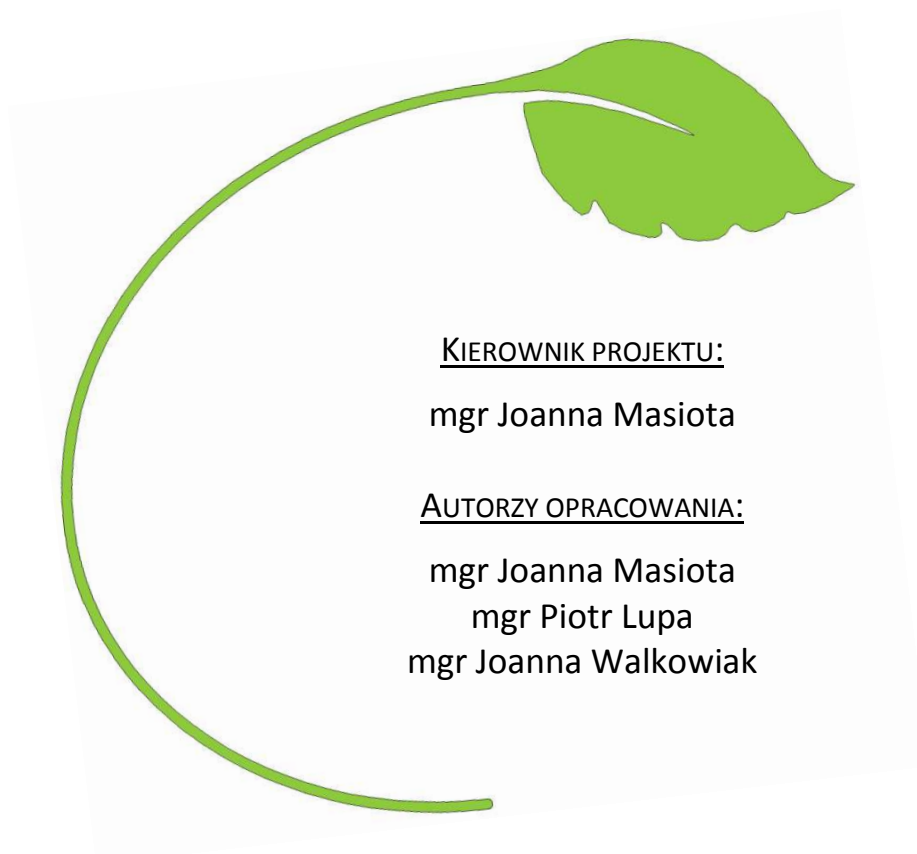 KIEROWNIK PROJEKTU:
mgr Joanna Masiota
AUTORZY OPRACOWANIA:
mgr Joanna Masiota
mgr Piotr Lupa
mgr Joanna Walkowiak